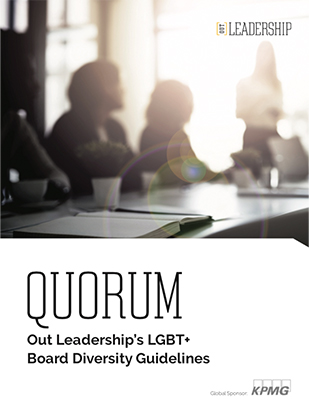 OUT LEADERSHIP
QUORUM
Out Leadership's LGBT+
Board Diversity Guidelines
Global Sponsor KPMG